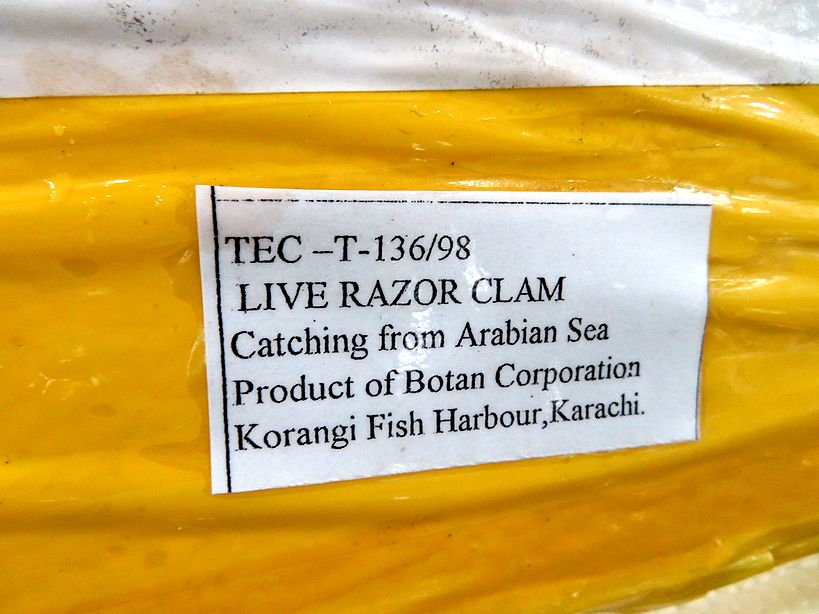 TEC –T-136/98
LIVE RAZOR CLAM
Catching from Arabian Sea
Product of Botan Corporation
Korangi Fish Harbour,Karachi.